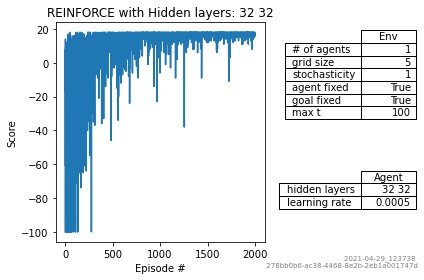 REINFORCE with Hidden layers: 32 32
Score
20
0
−20
−40
−60
−80
−100
0
500
1000
1500
2000
Episode #
Env
# of agents 1
grid size 5
stochasticity 1
agent fixed True
goal fixed True
max t 100
Agent
hidden layers 32 32
learning rate 0.0005
2021-04-29_123738
278bb0b6-ac38-4468-8e2b-2eb1a001747d